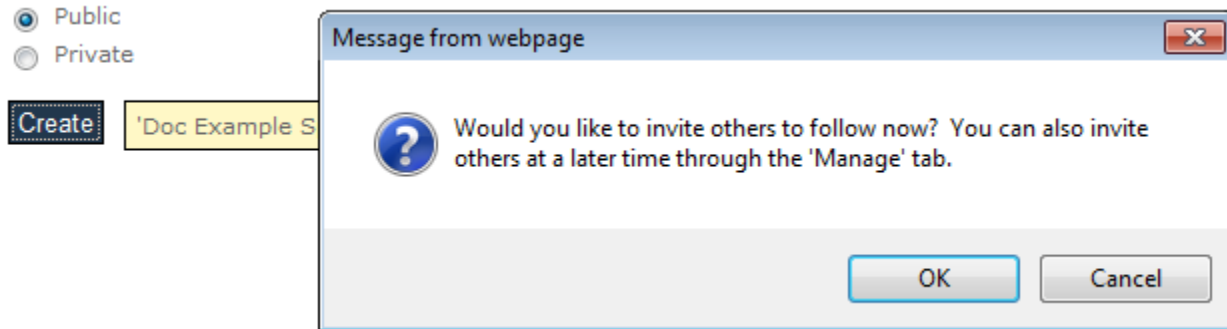 Public
Private
Create
'Doc Example S
Message from webpage
Would you like to invite others to follow now?  You can also invite
others at a later time through the 'Manage' tab.
OK
Cancel